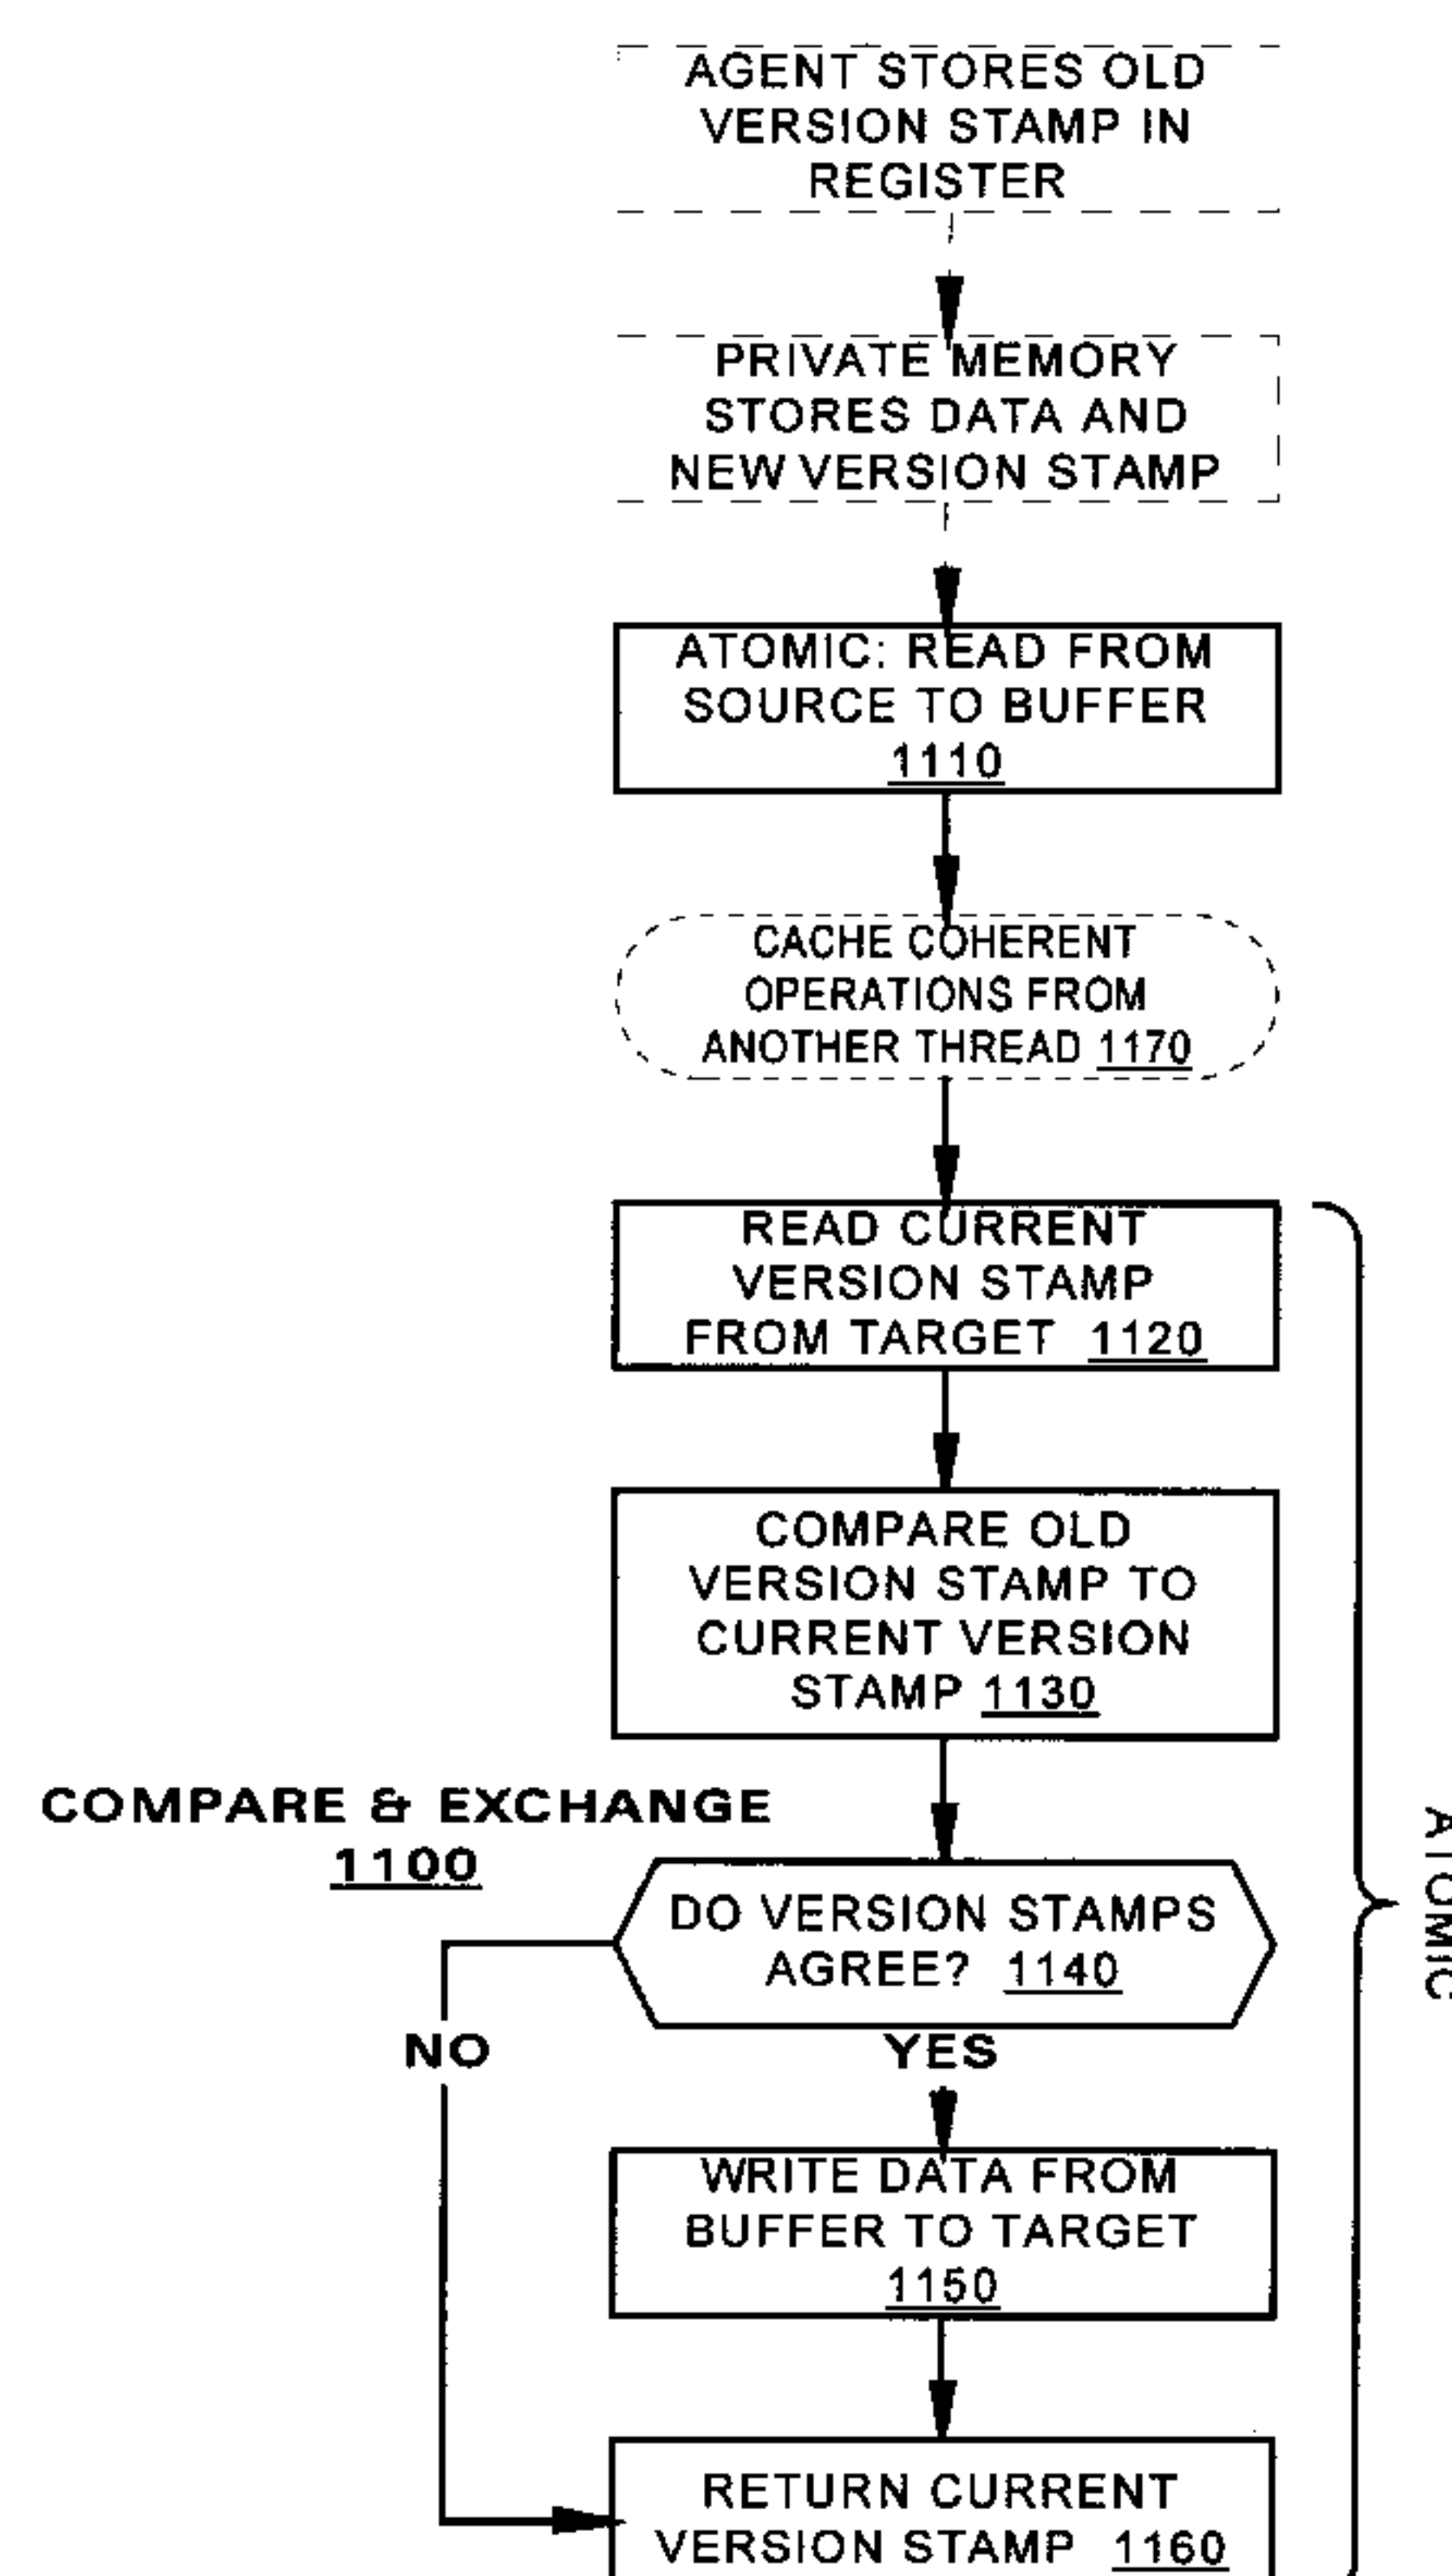 AGENT STORES OLD
VERSION STAMP IN
REGISTER
PRIVATE MEMORY
STORES DATA AND
NEW VERSION STAMP
ATOMIC: READ FROM
SOURCE TO BUFFER
1110
CACHE COHERENT
OPERATIONS FROM
ANOTHER THREAD 1170
READ CURRENT
VERSION STAMP
FROM TARGET 1120
COMPARE OLD
VERSION STAMP TO
CURRENT VERSION
STAMP 1130
COMPARE & EXCHANGE
1100
ATOMIC
DO VERSION STAMPS
AGREE? 1140
NO
YES
WRITE DATA FROM
BUFFER TO TARGET
1150
RETURN CURRENT
VERSION STAMP 1160